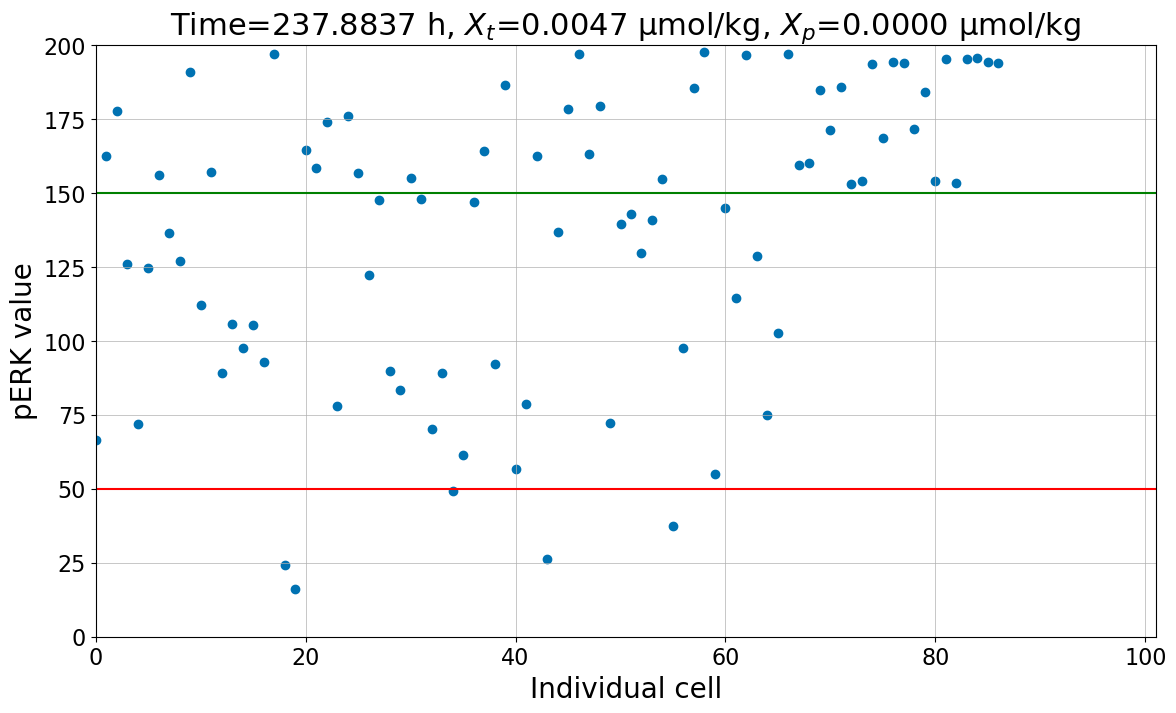 Time=237.8837 h, Xₜ=0.0047 μmol/kg, Xₚ=0.0000 μmol/kg
200
175
150
125
100
75
50
25
0
pERK value
0 20 40 60 80 100
Individual cell